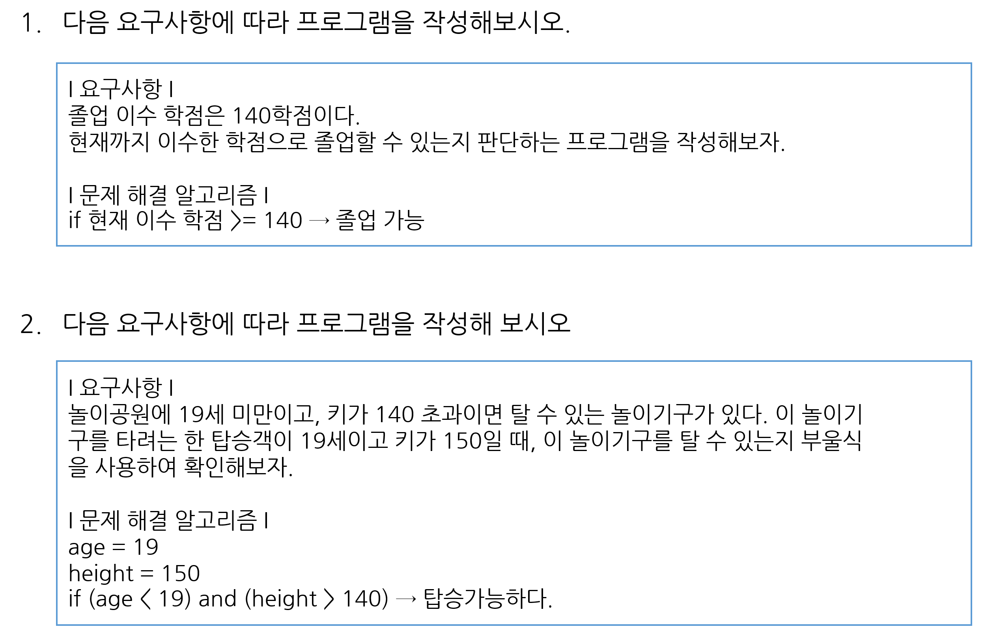 1. 다음 요구사항에 따라 프로그램을 작성해보시오.
| 요구사항 |
졸업 이수 학점은 140학점이다.
현재까지 이수한 학점으로 졸업할 수 있는지 판단하는 프로그램을 작성해보자.
| 문제 해결 알고리즘 |
if 현재 이수 학점 >= 140 → 졸업 가능
2. 다음 요구사항에 따라 프로그램을 작성해 보시오
| 요구사항 |
놀이공원에 19세 미만이고, 키가 140 초과이면 탈 수 있는 놀이기구가 있다. 이 놀이기
구를 타려는 한 탑승객이 19세이고 키가 150일 때, 이 놀이기구를 탈 수 있는지 부울식
을 사용하여 확인해보자.
| 문제 해결 알고리즘 |
age = 19
height = 150
if (age < 19) and (height > 140) → 탑승가능하다.